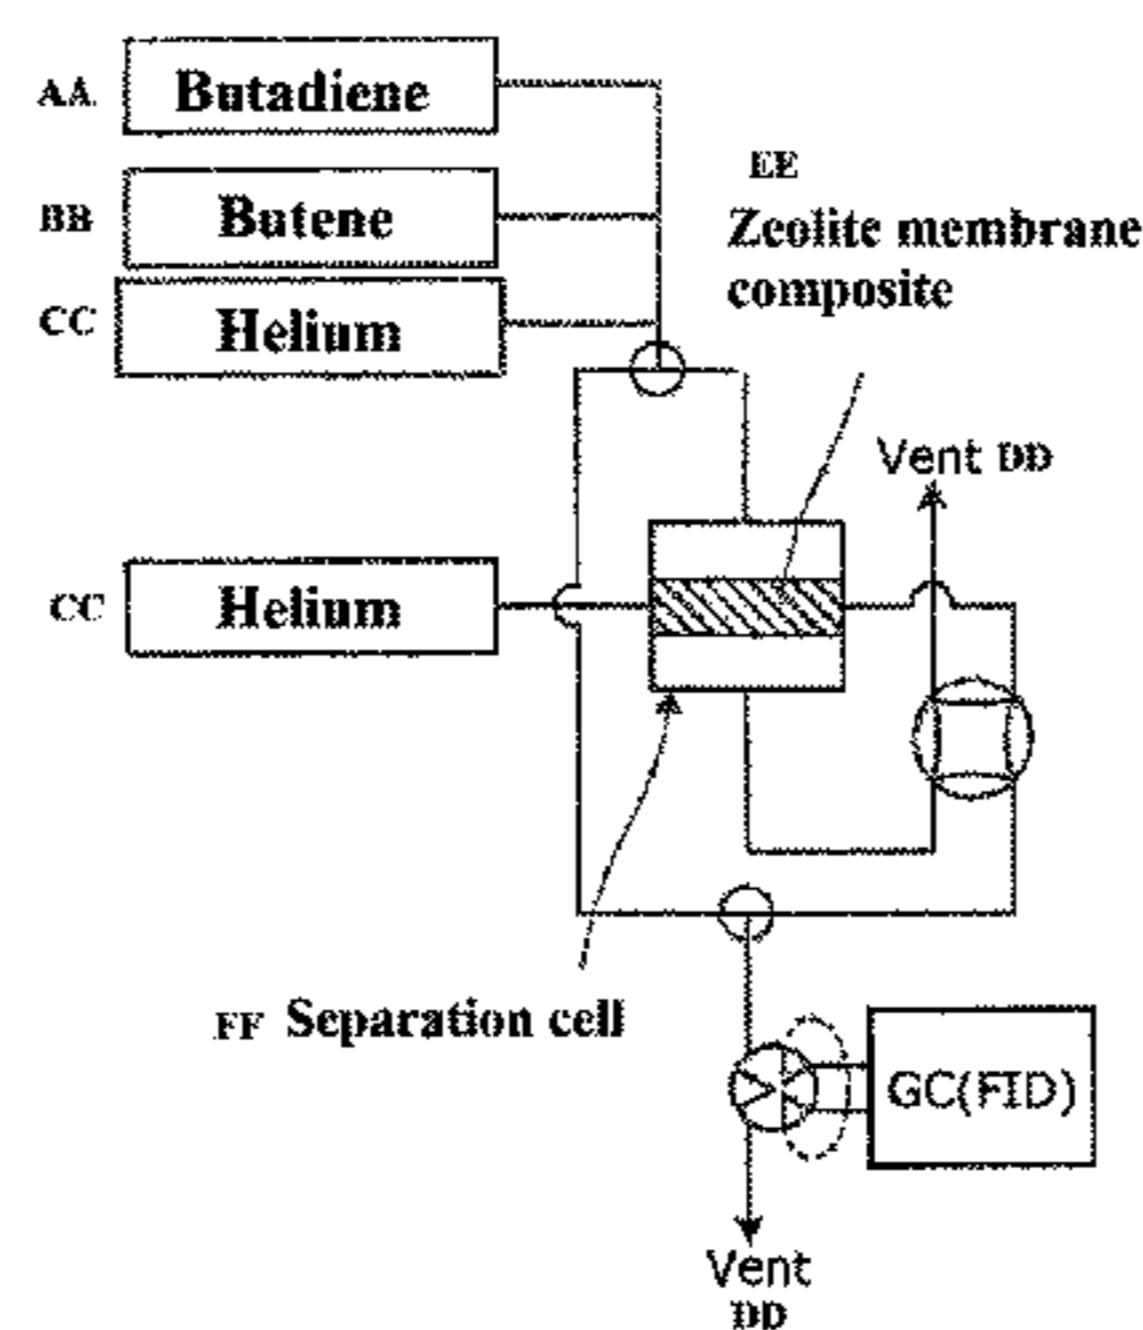 AA Butadiene
BB Butene
CC Helium
EE
Zeolite membrane
composite
Vent DD
CC Helium
FF Separation cell
GC(FID)
Vent
DD